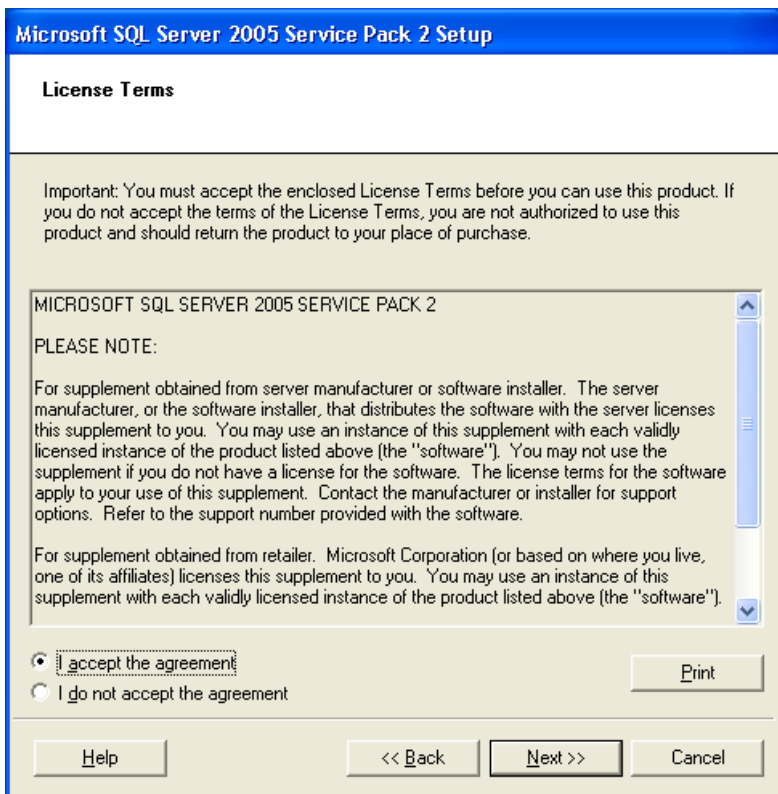 Microsoft SQL Server 2005 Service Pack 2 Setup
License Terms
Important: You must accept the enclosed License Terms before you can use this product. If
you do not accept the terms of the License Terms, you are not authorized to use this
product and should return the product to your place of purchase.
MICROSOFT SQL SERVER 2005 SERVICE PACK 2
PLEASE NOTE:
For supplement obtained from server manufacturer or software installer.  The server
manufacturer, or the software installer, that distributes the software with the server licenses
this supplement to you.  You may use an instance of this supplement with each validly
licensed instance of the product listed above (the "software").  You may not use the
supplement if you do not have a license for the software.  The license terms for the software
apply to your use of this supplement.  Contact the manufacturer or installer for support
options.  Refer to the support number provided with the software.
For supplement obtained from retailer.  Microsoft Corporation (or based on where you live,
one of its affiliates) licenses this supplement to you.  You may use an instance of this
supplement with each validly licensed instance of the product listed above (the "software").
I accept the agreement
Print
I do not accept the agreement
Help
<< Back
Next >>
Cancel